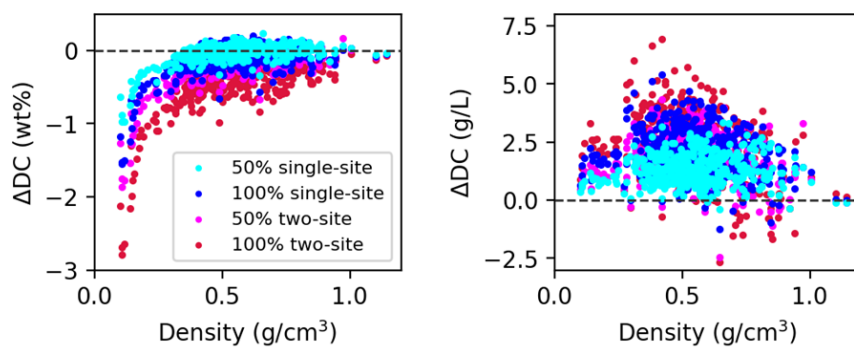 ΔDC (wt%)
0
−1
−2
−3
0.0
0.5
1.0
Density (g/cm³)
50% single-site
100% single-site
50% two-site
100% two-site
ΔDC (g/L)
7.5
5.0
2.5
0.0
−2.5
0.0
0.5
1.0
Density (g/cm³)